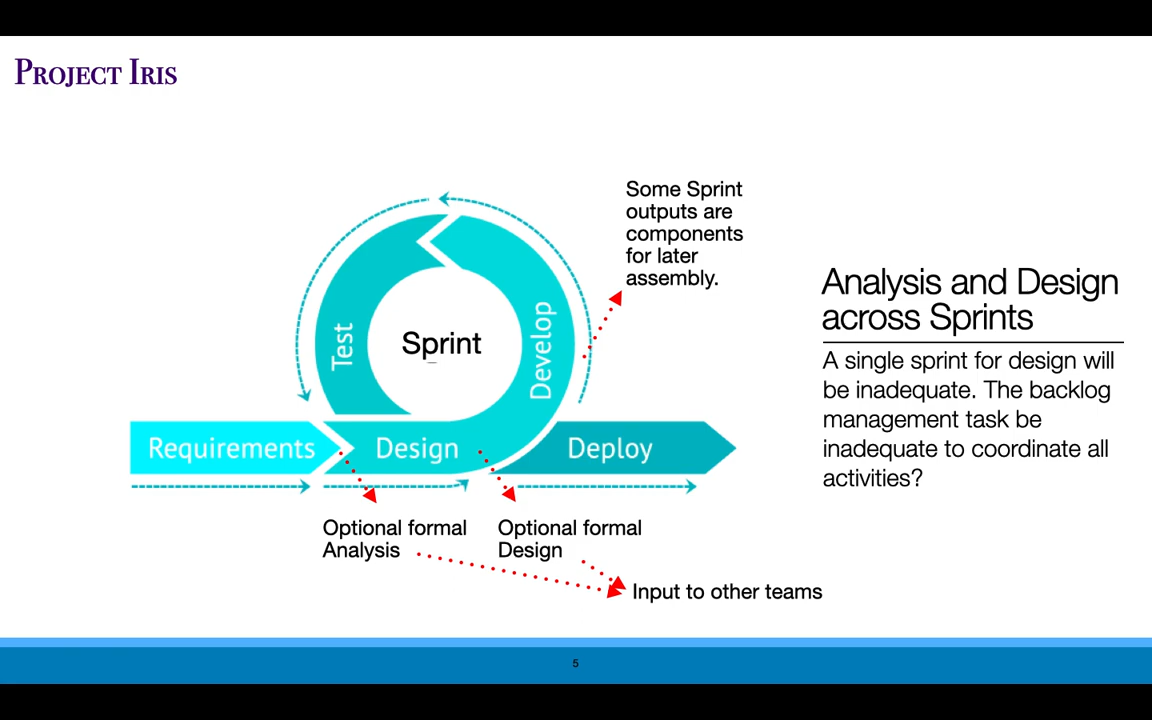 PROJECT IRIS
Some Sprint
outputs are
components
for later
assembly.
Analysis and Design
across Sprints
A single sprint for design will
be inadequate. The backlog
management task be
inadequate to coordinate all
activities?
Test
Sprint
Develop
Requirements
Design
Deploy
Optional formal
Analysis
Optional formal
Design
Input to other teams
5